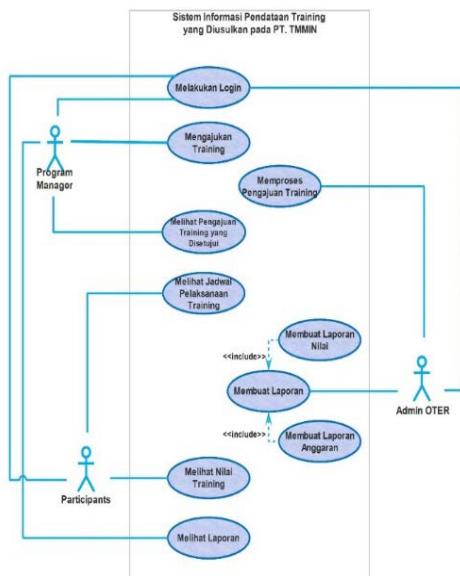 Sistem Informasi Pendataan Training
yang Diusulkan pada PT. TMMIN
Melakukan Login
Mengajukan
Training
Program
Manager
Memproses
Pengajuan Training
Melihat Pengajuan
Training yang
Disetujui
Melihat Jadwal
Pelaksanaan
Training
Membuat Laporan
Nilai
<<include>>
Membuat Laporan
Admin OTER
<<include>>
Membuat Laporan
Anggaran
Melihat Nilai
Training
Participants
Melihat Laporan